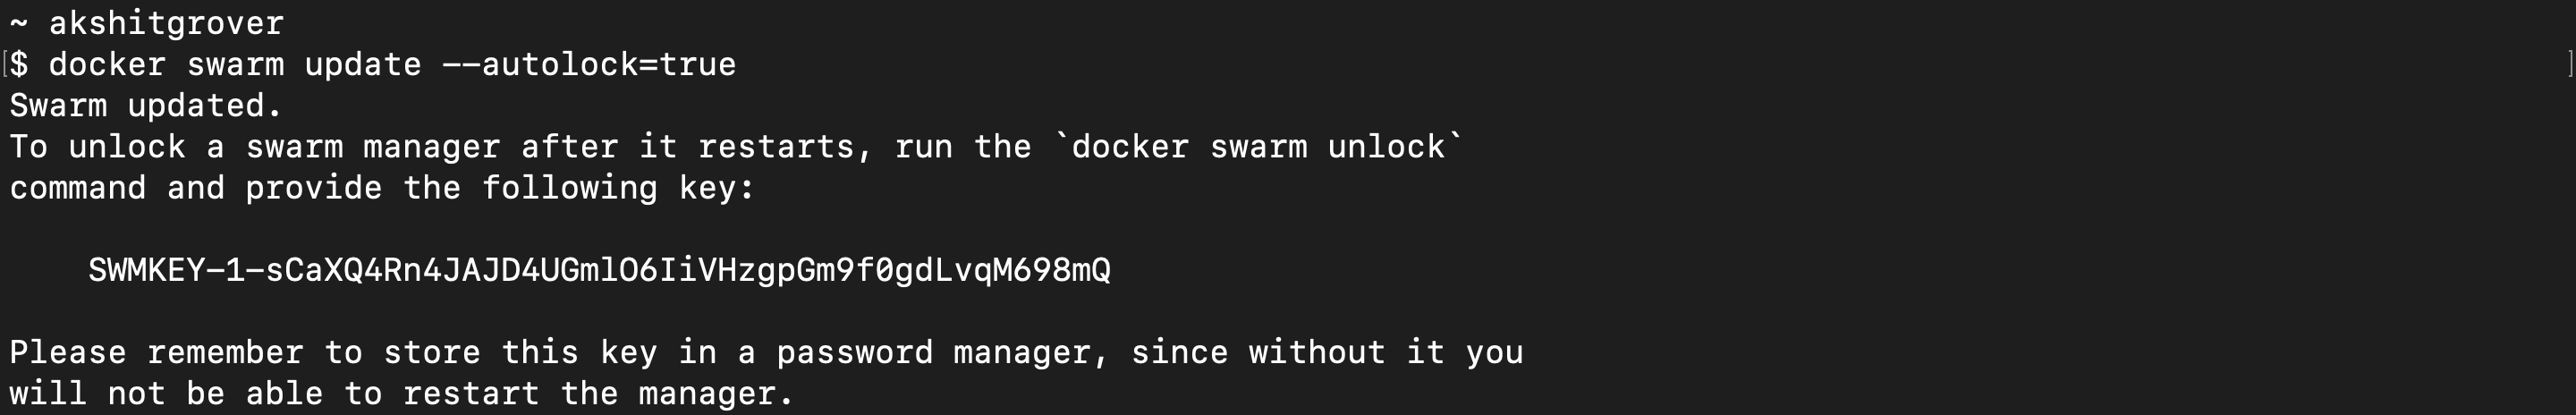 ~ akshitgrover
[$ docker swarm update --autolock=true ]
Swarm updated.
To unlock a swarm manager after it restarts, run the `docker swarm unlock`
command and provide the following key:
SWMKEY-1-sCaXQ4Rn4JAJD4UGmlO6IiVHzgpGm9f0gdLvqM698mQ
Please remember to store this key in a password manager, since without it you
will not be able to restart the manager.